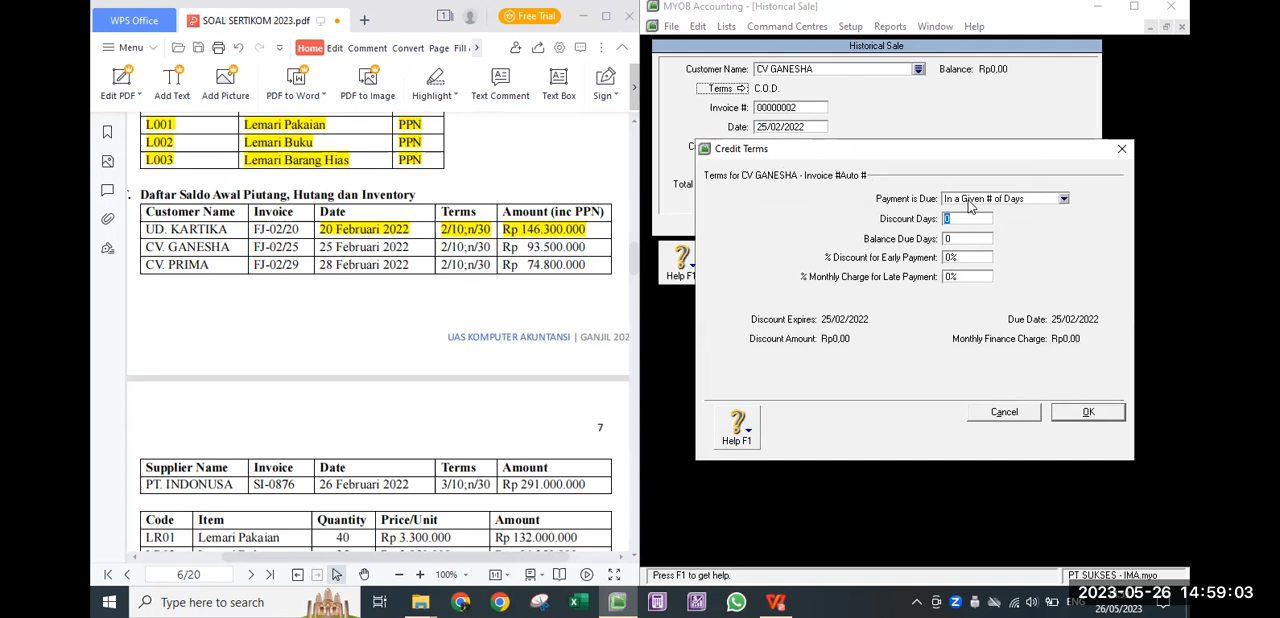 WPS Office
SOAL SERTIKOM 2023.pdf
Free Trial
Menu
Home
Edit
Comment
Convert
Page
Fill
Edit PDF
Add Text
Add Picture
PDF to Word
PDF to Image
Highlight
Text Comment
Text Box
Sign
L001 Lemari Pakaian PPN
L002 Lemari Buku PPN
L003 Lemari Barang Hias PPN
Daftar Saldo Awal Piutang, Hutang dan Inventory
Customer Name Invoice Date Terms Amount (inc PPN)
UD. KARTIKA FJ-02/20 20 Februari 2022 2/10;n/30 Rp 146.300.000
CV. GANESHA FJ-02/25 25 Februari 2022 2/10;n/30 Rp 93.500.000
CV. PRIMA FJ-02/29 28 Februari 2022 2/10;n/30 Rp 74.800.000
UAS KOMPUTER AKUNTANSI | GANJIL 202
7
Supplier Name Invoice Date Terms Amount
PT. INDONUSA SI-0876 26 Februari 2022 3/10;n/30 Rp 291.000.000
Code Item Quantity Price/Unit Amount
LR01 Lemari Pakaian 40 Rp 3.300.000 Rp 132.000.000
6/20
100%
MYOB Accounting - [Historical Sale]
File Edit Lists Command Centres Setup Reports Window Help
Historical Sale
Customer Name: CV GANESHA Balance: Rp0,00
Terms C.O.D.
Invoice #: 00000002
Date: 25/02/2022
Total
Help F1
Credit Terms
Terms for CV GANESHA - Invoice #Auto #
Payment is Due: In a Given # of Days
Discount Days: 0
Balance Due Days: 0
% Discount for Early Payment: 0%
% Monthly Charge for Late Payment: 0%
Discount Expires: 25/02/2022 Due Date: 25/02/2022
Discount Amount: Rp0,00 Monthly Finance Charge: Rp0,00
Help F1
Cancel
OK
Press F1 to get help.
PT SUKSES - IMA.myo
Type here to search
ENG
2023-05-26 14:59:03
26/05/2023